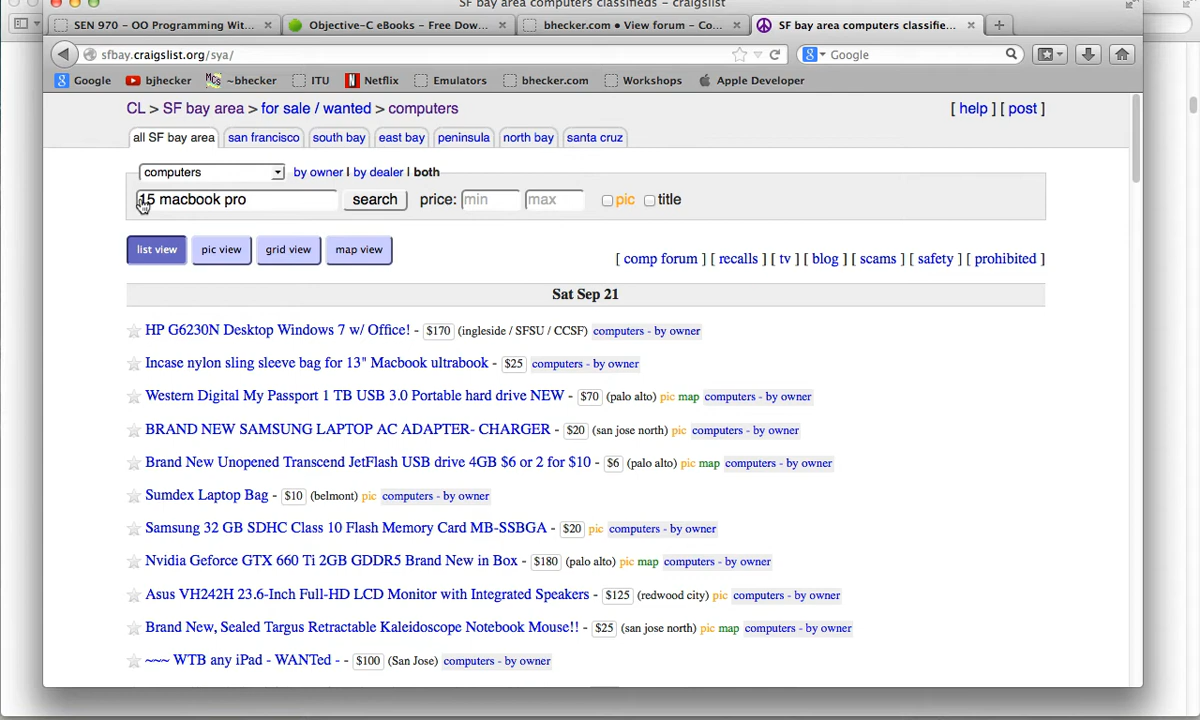 SF bay area computers classifieds - craigslist
SEN 970 - OO Programming Wit... × Objective-C eBooks – Free Dow... × bhecker.com • View forum - Co... × SF bay area computers classifie... × +
sfbay.craigslist.org/sya/ Google
Google bjhecker ~bhecker ITU Netflix Emulators bhecker.com Workshops Apple Developer
CL > SF bay area > for sale / wanted > computers [ help ] [ post ]
all SF bay area san francisco south bay east bay peninsula north bay santa cruz
computers by owner | by dealer | both
15 macbook pro search price: min max pic title
list view pic view grid view map view
[ comp forum ] [ recalls ] [ tv ] [ blog ] [ scams ] [ safety ] [ prohibited ]
Sat Sep 21
HP G6230N Desktop Windows 7 w/ Office! - $170 (ingleside / SFSU / CCSF) computers - by owner
Incase nylon sling sleeve bag for 13" Macbook ultrabook - $25 computers - by owner
Western Digital My Passport 1 TB USB 3.0 Portable hard drive NEW - $70 (palo alto) pic map computers - by owner
BRAND NEW SAMSUNG LAPTOP AC ADAPTER- CHARGER - $20 (san jose north) pic computers - by owner
Brand New Unopened Transcend JetFlash USB drive 4GB $6 or 2 for $10 - $6 (palo alto) pic map computers - by owner
Sumdex Laptop Bag - $10 (belmont) pic computers - by owner
Samsung 32 GB SDHC Class 10 Flash Memory Card MB-SSBGA - $20 pic computers - by owner
Nvidia Geforce GTX 660 Ti 2GB GDDR5 Brand New in Box - $180 (palo alto) pic map computers - by owner
Asus VH242H 23.6-Inch Full-HD LCD Monitor with Integrated Speakers - $125 (redwood city) pic computers - by owner
Brand New, Sealed Targus Retractable Kaleidoscope Notebook Mouse!! - $25 (san jose north) pic map computers - by owner
~~~ WTB any iPad - WANTed - - $100 (San Jose) computers - by owner